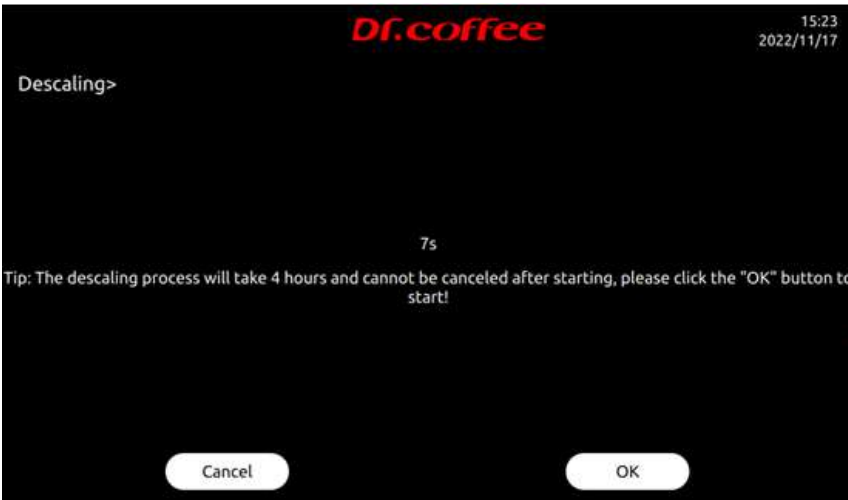 Dr.coffee
15:23
2022/11/17
Descaling>
7s
Tip: The descaling process will take 4 hours and cannot be canceled after starting, please click the "OK" button to
start!
Cancel
OK